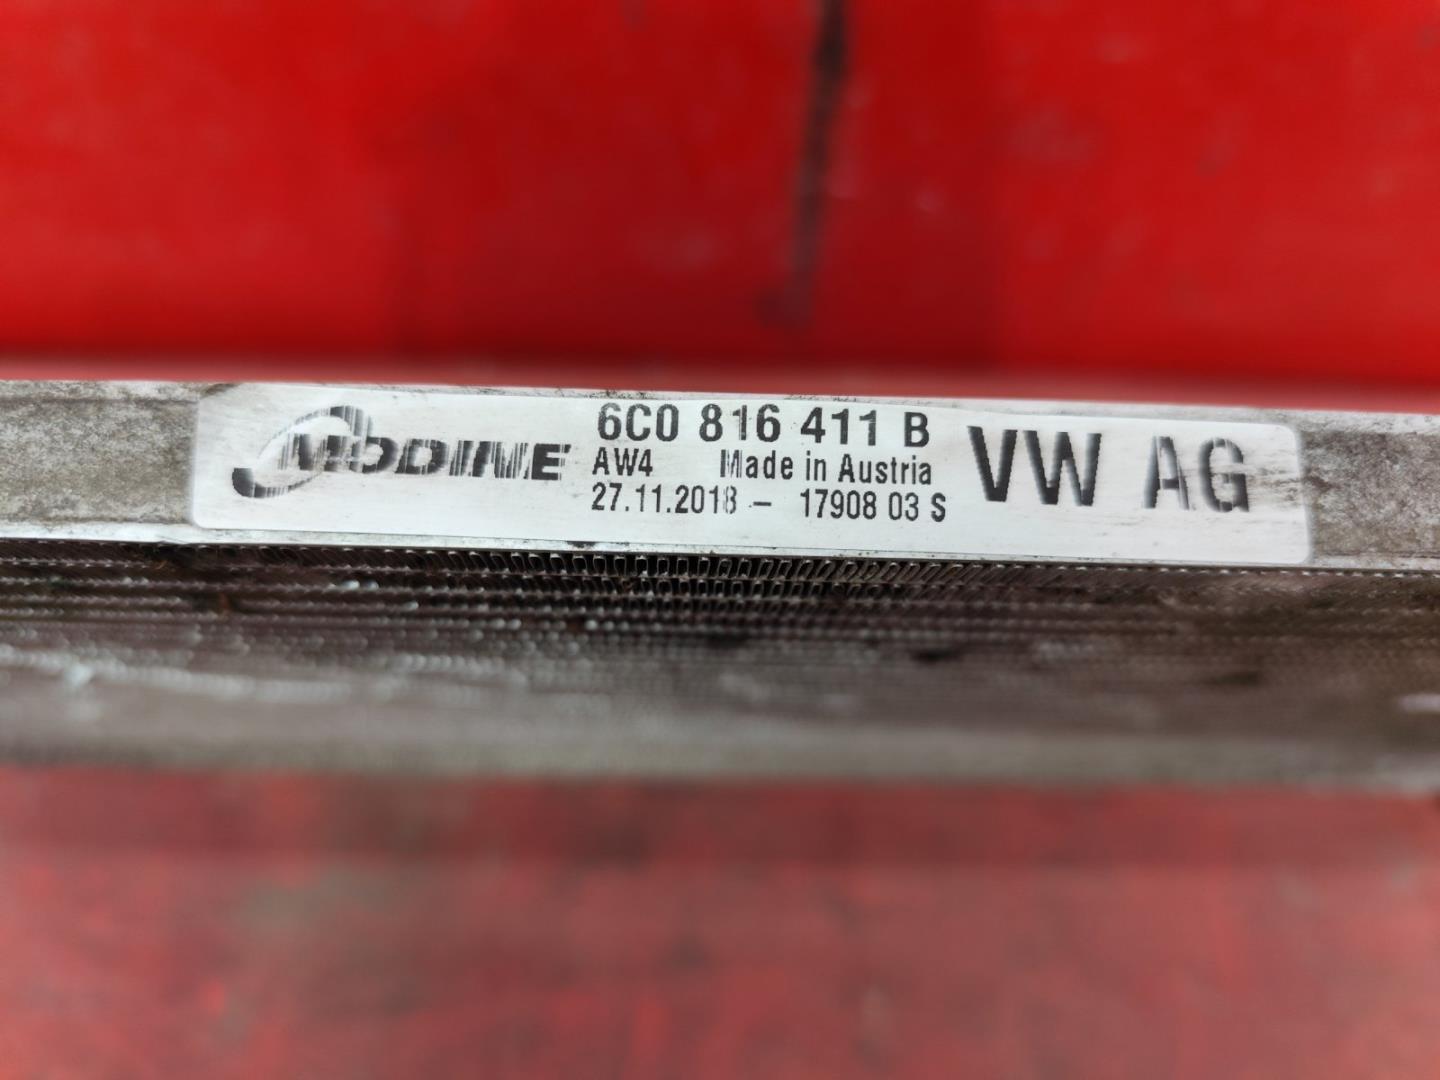 MODINE
6C0 816 411 B
AW4 Made in Austria
27.11.2018 - 17908 03 S
VW AG